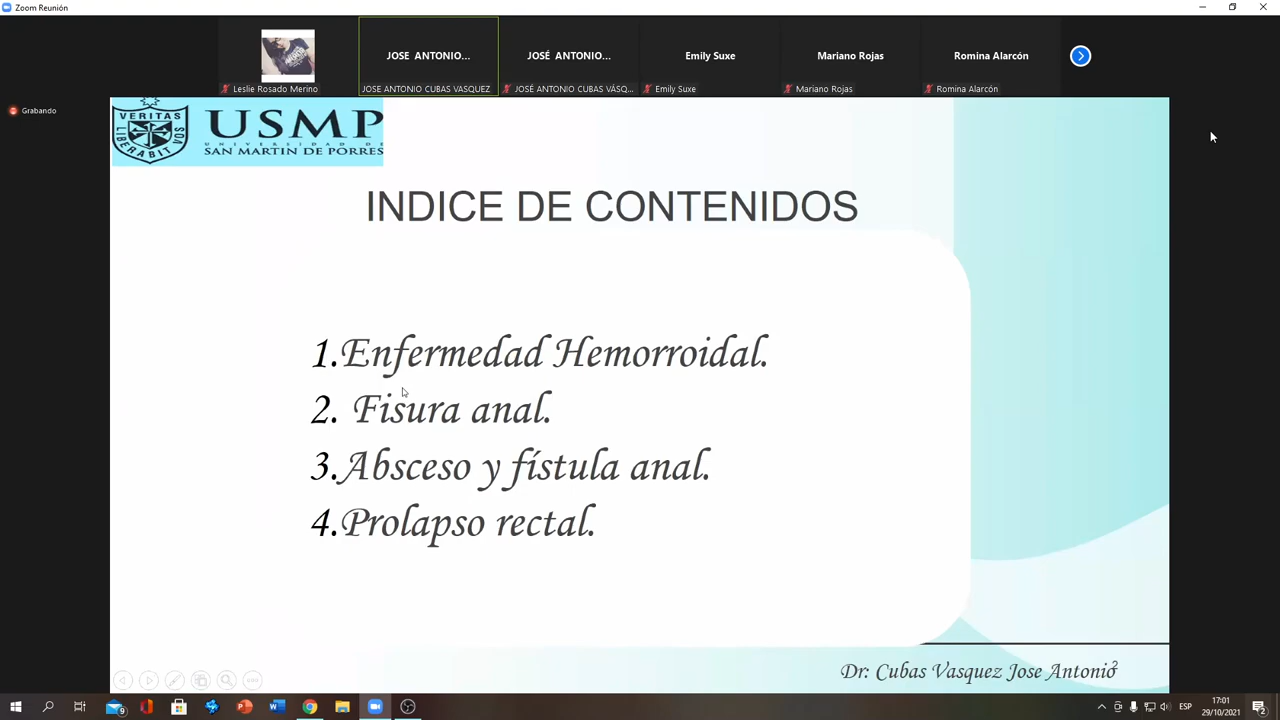 Zoom Reunión
JOSE ANTONIO...
JOSÉ ANTONIO...
Emily Suxe
Mariano Rojas
Romina Alarcón
Leslie Rosado Merino
JOSE ANTONIO CUBAS VASQUEZ
JOSÉ ANTONIO CUBAS VÁSQ...
Emily Suxe
Mariano Rojas
Romina Alarcón
Grabando
VERITAS
LIBERABIT VOS
USMP
UNIVERSIDAD DE
SAN MARTIN DE PORRES
INDICE DE CONTENIDOS
1.Enfermedad Hemorroidal.
2. Fisura anal.
3.Absceso y fístula anal.
4.Prolapso rectal.
Dr: Cubas Vasquez Jose Antonio
2
9
ESP
17:01
29/10/2021
2